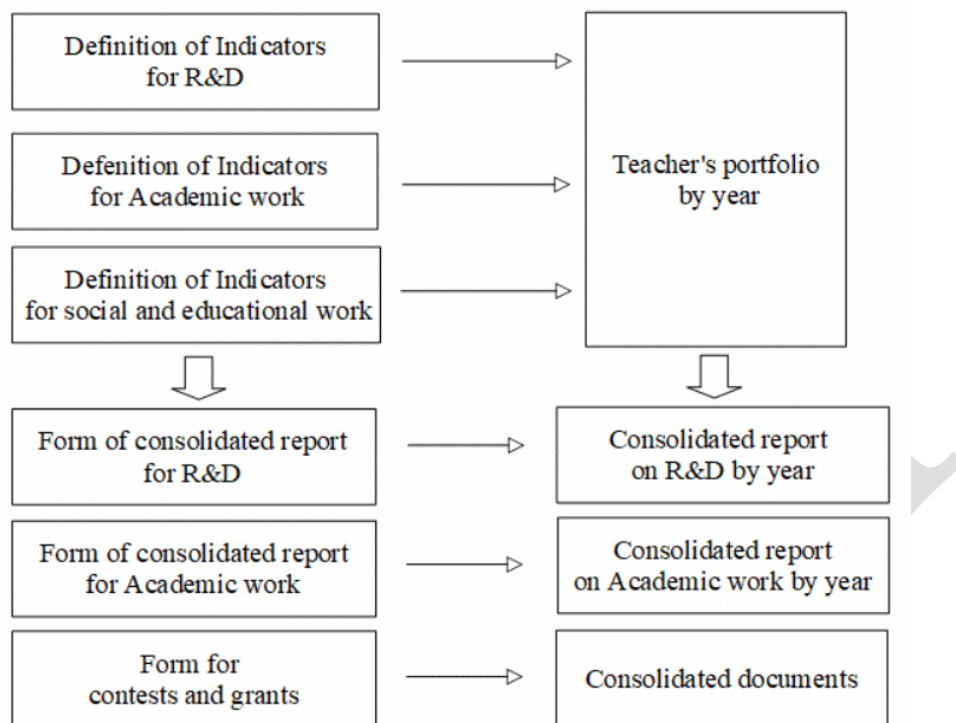 Definition of Indicators
for R&D
Defenition of Indicators
for Academic work
Definition of Indicators
for social and educational work
Teacher's portfolio
by year
Form of consolidated report
for R&D
Consolidated report
on R&D by year
Form of consolidated report
for Academic work
Consolidated report
on Academic work by year
Form for
contests and grants
Consolidated documents